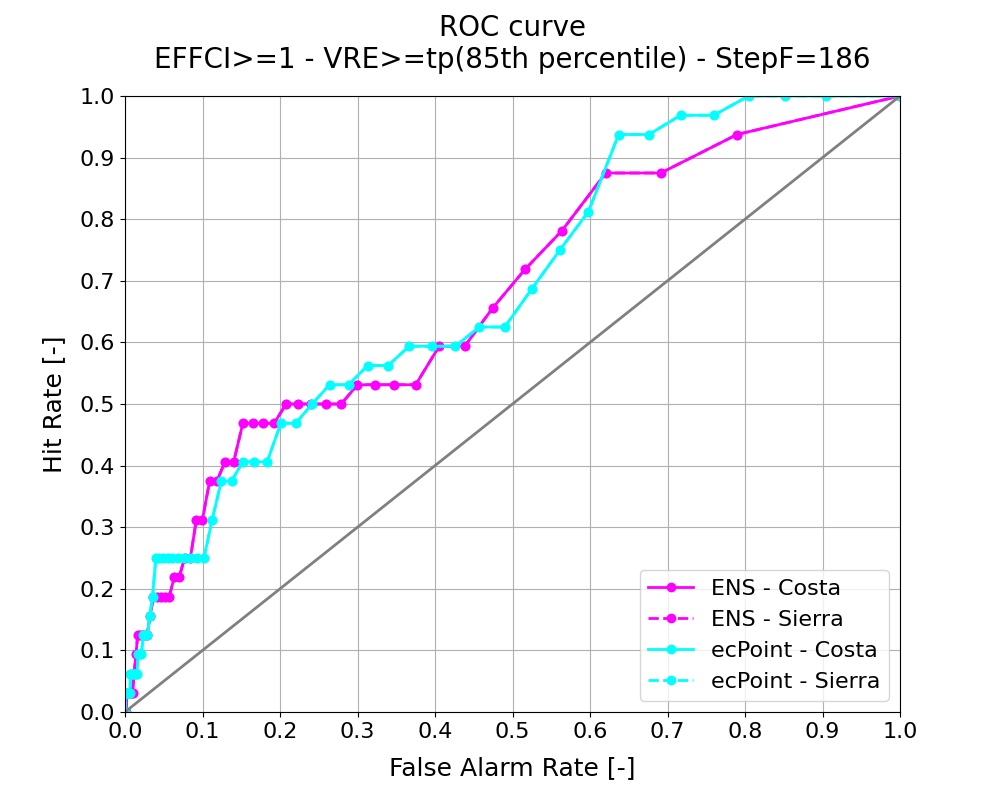 ROC curve
EFFCI>=1 - VRE>=tp(85th percentile) - StepF=186
1.0
0.9
0.8
0.7
0.6
0.5
0.4
0.3
0.2
0.1
0.0
Hit Rate [-]
ENS - Costa
ENS - Sierra
ecPoint - Costa
ecPoint - Sierra
0.0 0.1 0.2 0.3 0.4 0.5 0.6 0.7 0.8 0.9 1.0
False Alarm Rate [-]